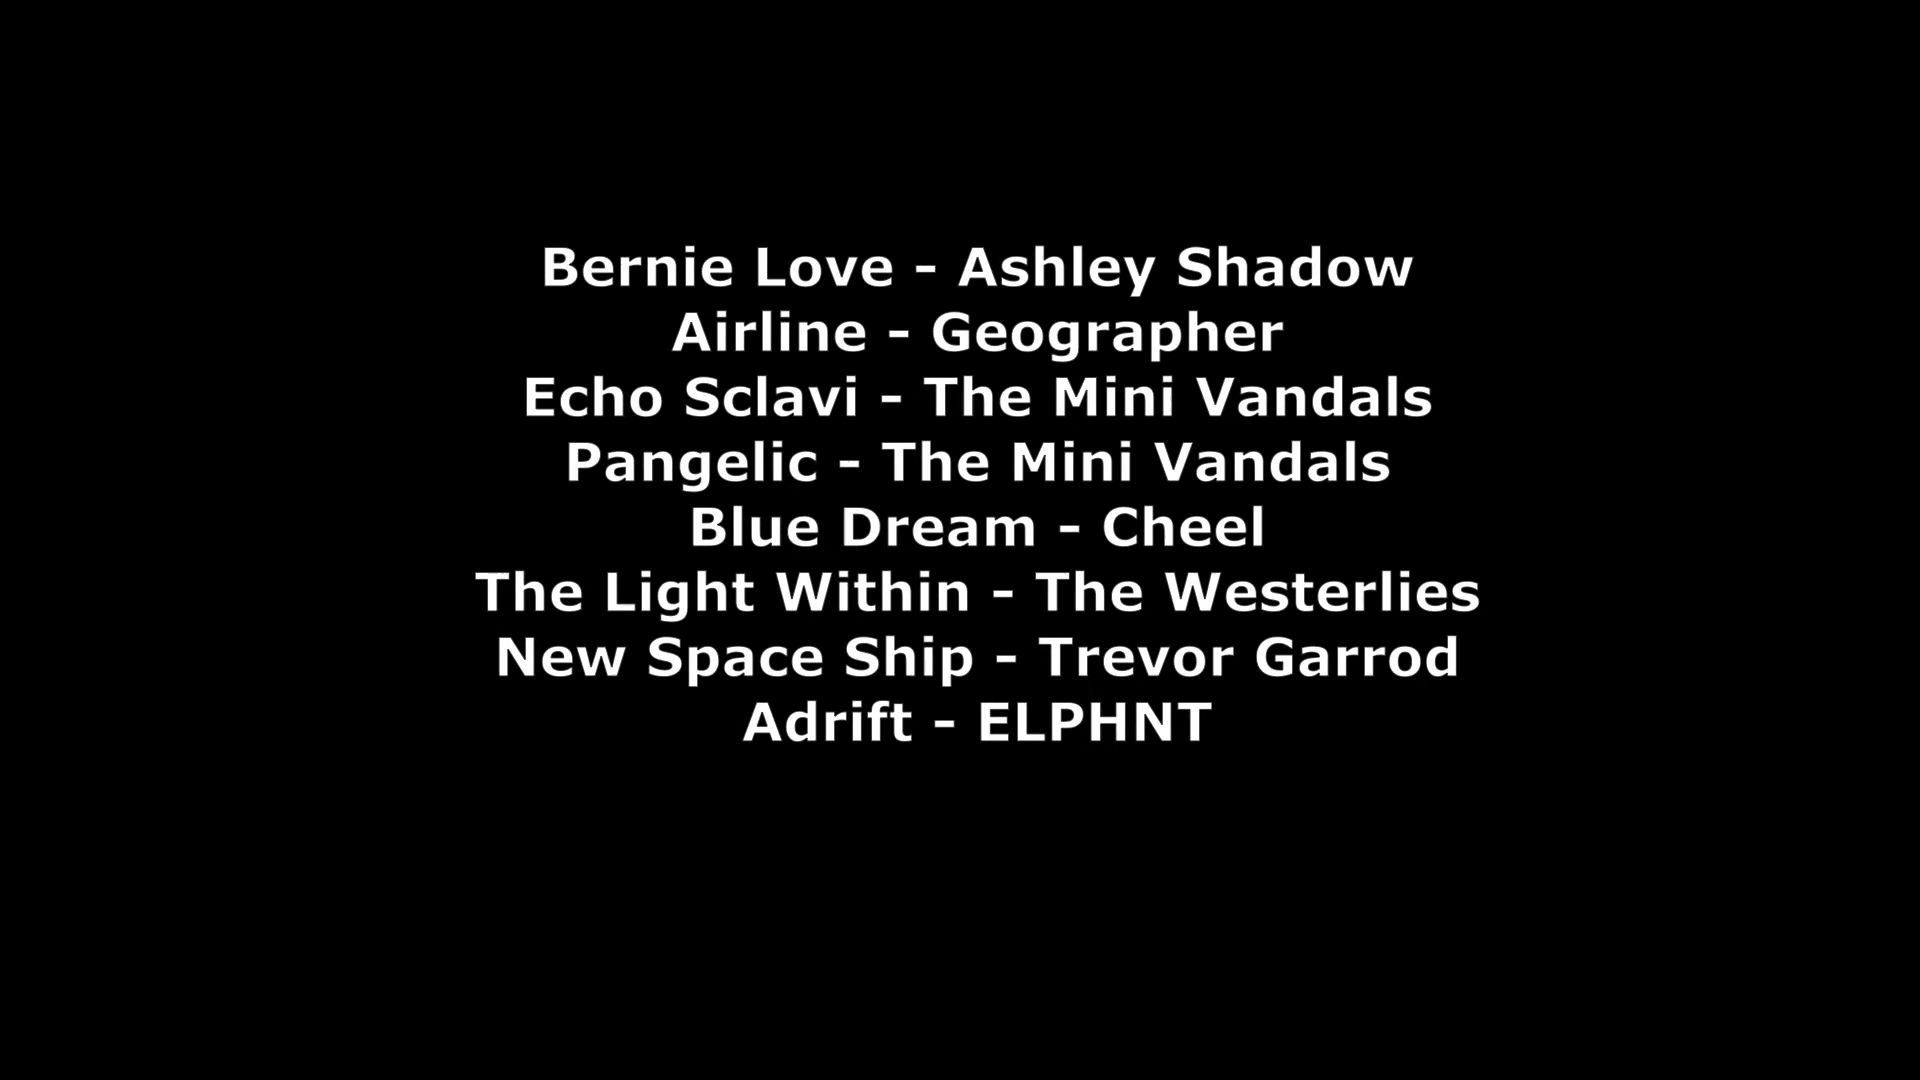 Bernie Love - Ashley Shadow
Airline - Geographer
Echo Sclavi - The Mini Vandals
Pangelic - The Mini Vandals
Blue Dream - Cheel
The Light Within - The Westerlies
New Space Ship - Trevor Garrod
Adrift - ELPHNT